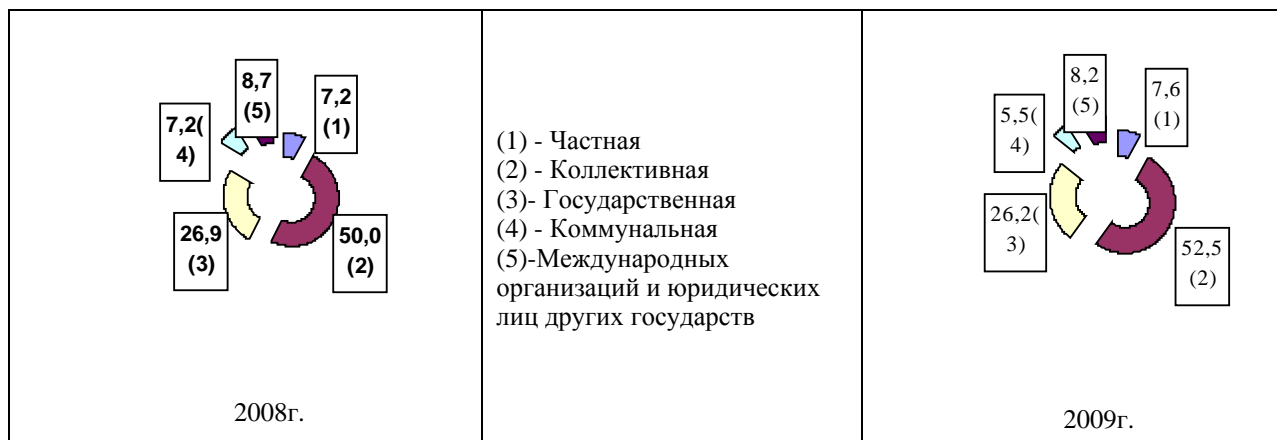 8,7
(5)
7,2
(1)
7,2(
4)
26,9
(3)
50,0
(2)
2008г.
(1) - Частная
(2) - Коллективная
(3)- Государственная
(4) - Коммунальная
(5)-Международных
организаций и юридических
лиц других государств
8,2
(5)
7,6
(1)
5,5(
4)
26,2(
3)
52,5
(2)
2009г.